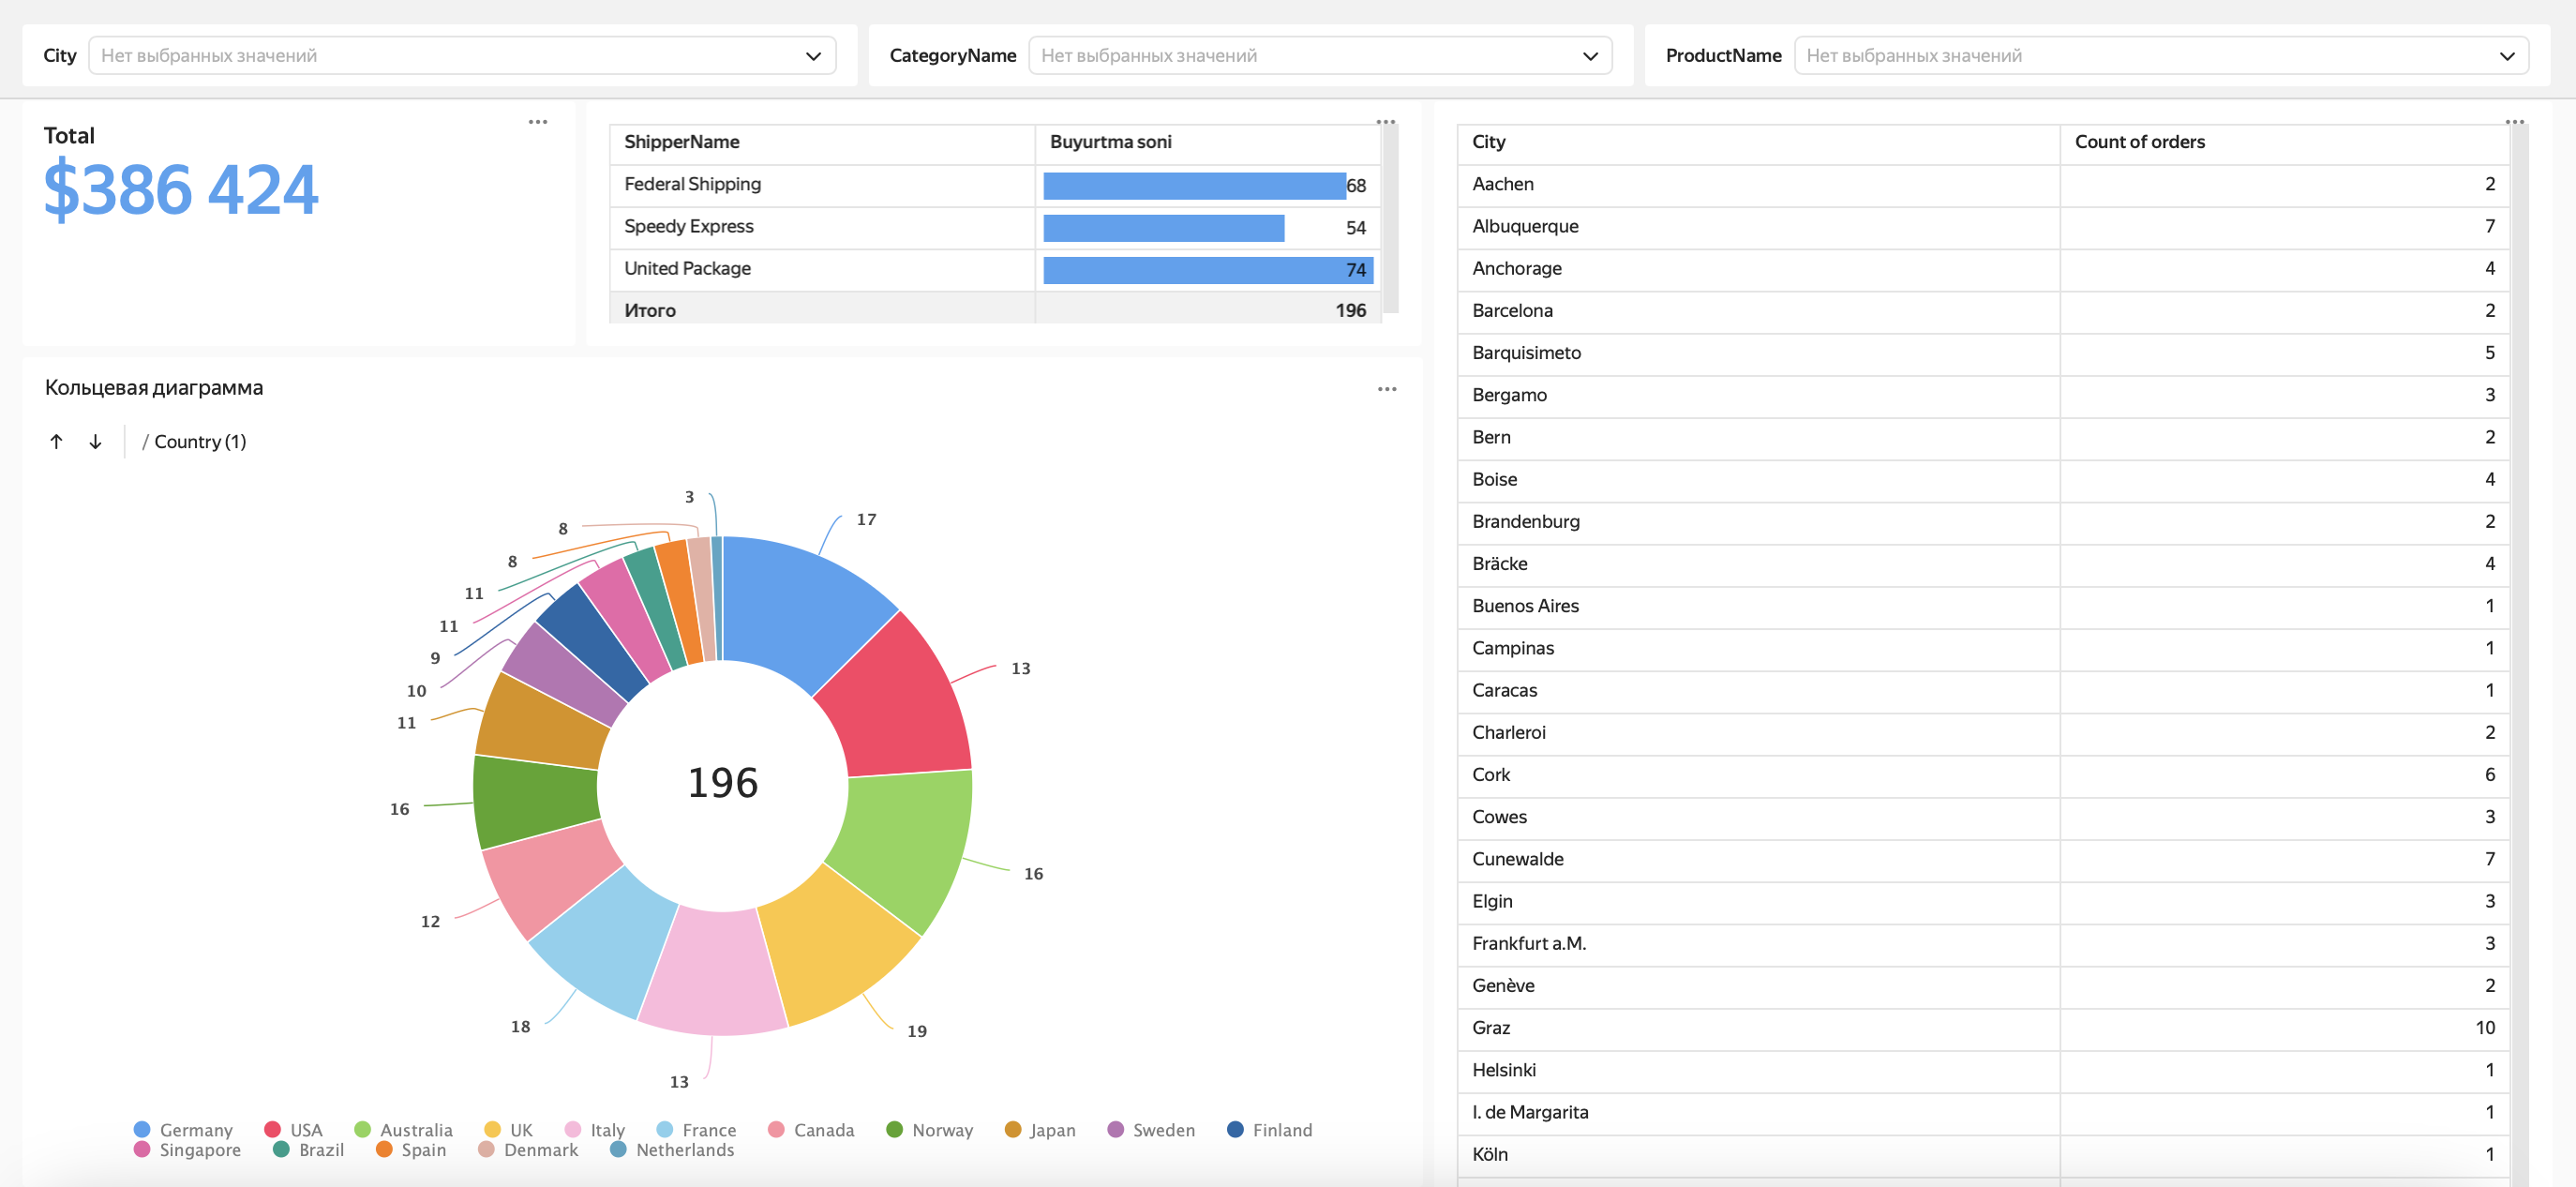 City Нет выбранных значений CategoryName Нет выбранных значений ProductName Нет выбранных значений
Total
$386 424
ShipperName Buyurtma soni
Federal Shipping 68
Speedy Express 54
United Package 74
Итого 196
Кольцевая диаграмма
/ Country (1)
3
17
8
8
11
11
9
10
11
16
12
18
13
19
16
13
196
Germany USA Australia UK Italy France Canada Norway Japan Sweden Finland
Singapore Brazil Spain Denmark Netherlands
City Count of orders
Aachen 2
Albuquerque 7
Anchorage 4
Barcelona 2
Barquisimeto 5
Bergamo 3
Bern 2
Boise 4
Brandenburg 2
Bräcke 4
Buenos Aires 1
Campinas 1
Caracas 1
Charleroi 2
Cork 6
Cowes 3
Cunewalde 7
Elgin 3
Frankfurt a.M. 3
Genève 2
Graz 10
Helsinki 1
I. de Margarita 1
Köln 1